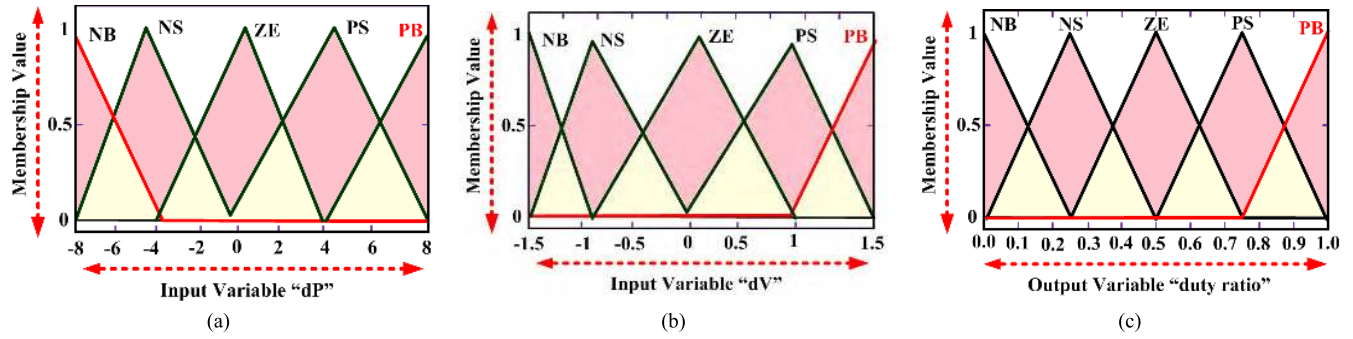 Membership Value
1
0.5
0
NB
NS
ZE
PS
PB
-8
-6
-4
-2
0
2
4
6
8
Input Variable “dP”
(a)
Membership Value
1
0.5
0
NB
NS
ZE
PS
PB
-1.5
-1
-0.5
0
0.5
1
1.5
Input Variable “dV”
(b)
Membership Value
1
0.5
0
NB
NS
ZE
PS
PB
0.0
0.1
0.2
0.3
0.4
0.5
0.6
0.7
0.8
0.9
1.0
Output Variable “duty ratio”
(c)